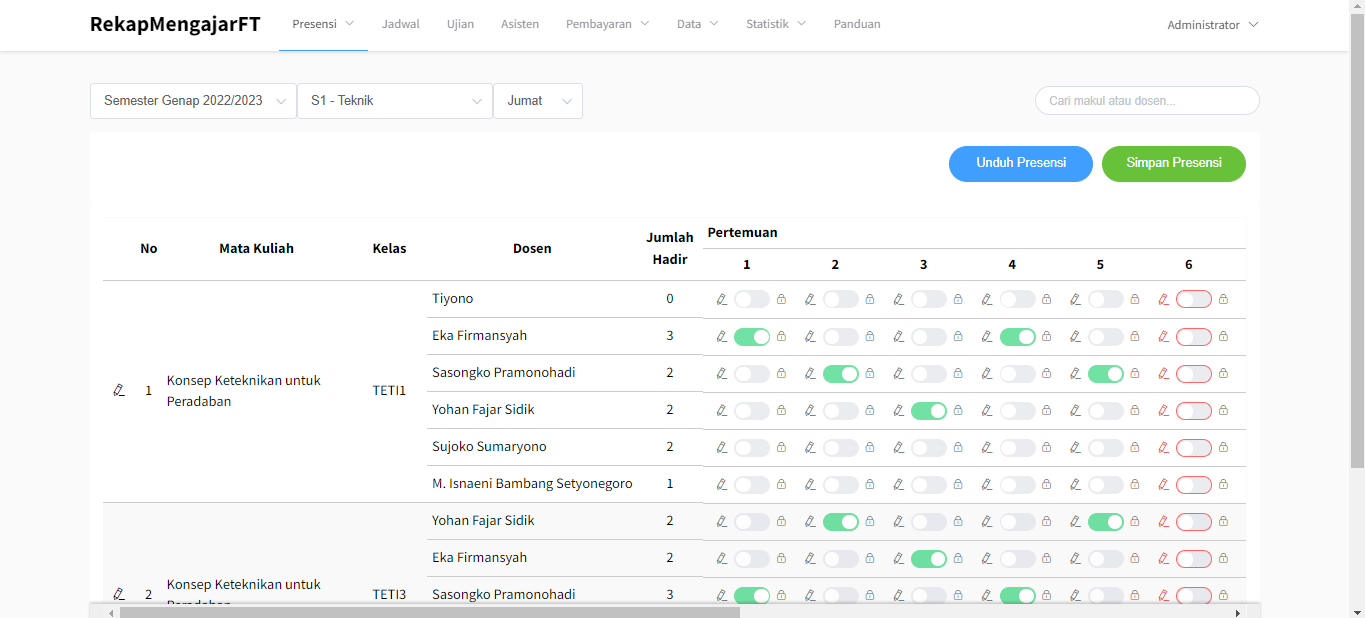 RekapMengajarFT Presensi Jadwal Ujian Asisten Pembayaran Data Statistik Panduan Administrator
Semester Genap 2022/2023 S1 - Teknik Jumat Cari makul atau dosen...
Unduh Presensi Simpan Presensi
No Mata Kuliah Kelas Dosen Jumlah Hadir Pertemuan
1 2 3 4 5 6
Tiyono 0
Eka Firmansyah 3
Sasongko Pramonohadi 2
1 Konsep Keteknikan untuk Peradaban TETI1
Yohan Fajar Sidik 2
Sujoko Sumaryono 2
M. Isnaeni Bambang Setyonegoro 1
Yohan Fajar Sidik 2
Eka Firmansyah 2
2 Konsep Keteknikan untuk Peradaban TETI3 Sasongko Pramonohadi 3